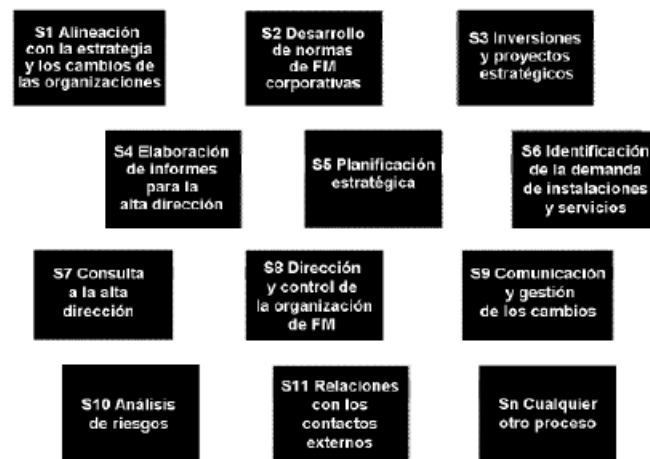 S1 Alineación
con la estrategia
y los cambios de
las organizaciones
S2 Desarrollo
de normas
de FM
corporativas
S3 Inversiones
y proyectos
estratégicos
S4 Elaboración
de informes
para la
alta dirección
S5 Planificación
estratégica
S6 Identificación
de la demanda
de instalaciones
y servicios
S7 Consulta
a la alta
dirección
S8 Dirección
y control de
la organización
de FM
S9 Comunicación
y gestión
de los cambios
S10 Análisis
de riesgos
S11 Relaciones
con los
contactos
externos
Sn Cualquier
otro proceso